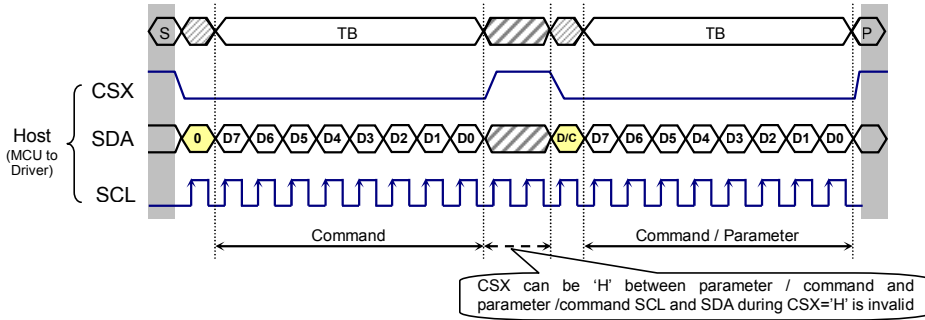 S TB TB P
CSX
Host
(MCU to
Driver)
SDA 0 D7 D6 D5 D4 D3 D2 D1 D0 D/C D7 D6 D5 D4 D3 D2 D1 D0
SCL
Command Command / Parameter
CSX can be ‘H’ between parameter / command and
parameter /command SCL and SDA during CSX=’H’ is invalid